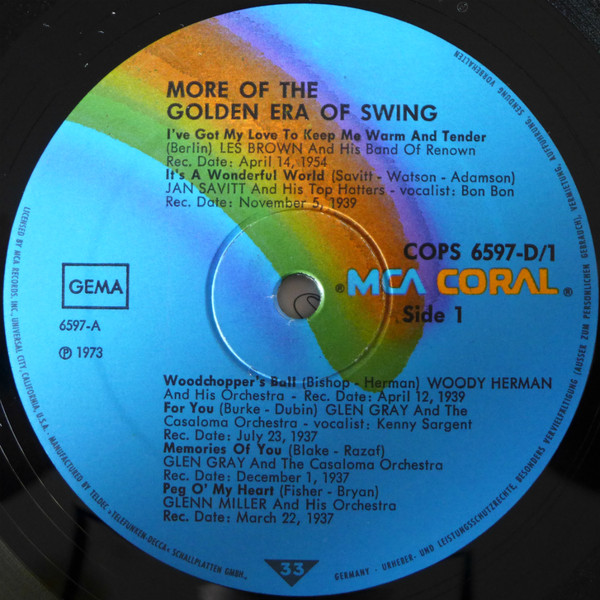 MORE OF THE
GOLDEN ERA OF SWING
I've Got My Love To Keep Me Warm And Tender
(Berlin) LES BROWN And His Band Of Renown
Rec. Date: April 14, 1954
It's A Wonderful World (Savitt - Watson - Adamson)
JAN SAVITT And His Top Hatters - vocalist: Bon Bon
Rec. Date: November 5, 1939
COPS 6597-D/1
® MCA CORAL ®
Side 1
GEMA
6597-A
℗ 1973
Woodchopper's Ball (Bishop - Herman) WOODY HERMAN
And His Orchestra - Rec. Date: April 12, 1939
For You (Burke - Dubin) GLEN GRAY And The
Casaloma Orchestra - vocalist: Kenny Sargent
Rec. Date: July 23, 1937
Memories Of You (Blake - Razaf)
GLEN GRAY And The Casaloma Orchestra
Rec. Date: December 1, 1937
Peg O' My Heart (Fisher - Bryan)
GLENN MILLER And His Orchestra
Rec. Date: March 22, 1937
33
LICENSED BY MCA RECORDS, INC., UNIVERSAL CITY, CALIFORNIA, U.S.A. MANUFACTURED BY TELDEC »TELEFUNKEN-DECCA« SCHALLPLATTEN GMBH.,
GERMANY - URHEBER- UND LEISTUNGSSCHUTZRECHTE, BESONDERS VERVIELFÄLTIGUNG (AUSSER ZUM PERSÖNLICHEN GEBRAUCH), VERMIETUNG, AUFFÜHRUNG, SENDUNG VORBEHALTEN